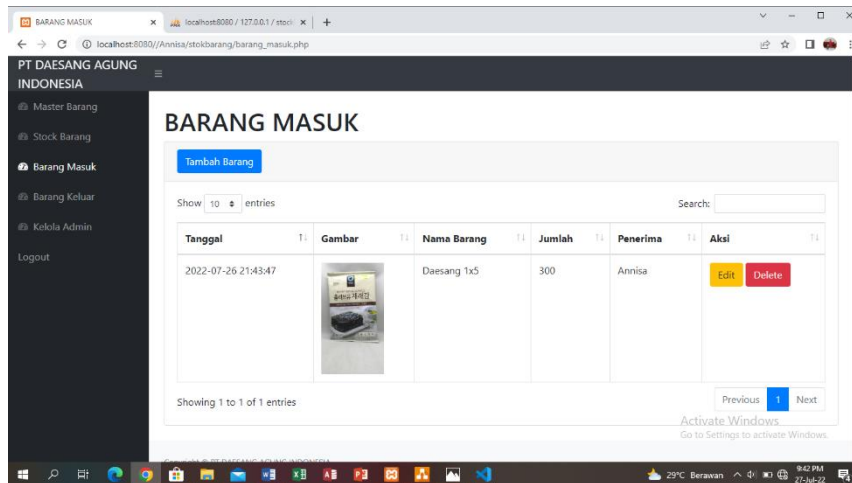 BARANG MASUK
localhost:8080 / 127.0.0.1 / stoc
localhost:8080//Annisa/stokbarang/barang_masuk.php
PT DAESANG AGUNG
INDONESIA
Master Barang
Stock Barang
Barang Masuk
Barang Keluar
Kelola Admin
Logout
BARANG MASUK
Tambah Barang
Show 10 entries
Search:
Tanggal Gambar Nama Barang Jumlah Penerima Aksi
2022-07-26 21:43:47 Daesang 1x5 300 Annisa Edit Delete
Showing 1 to 1 of 1 entries
Previous 1 Next
Activate Windows
Go to Settings to activate Windows.
29°C Berawan
9:42 PM
27-Jul-22